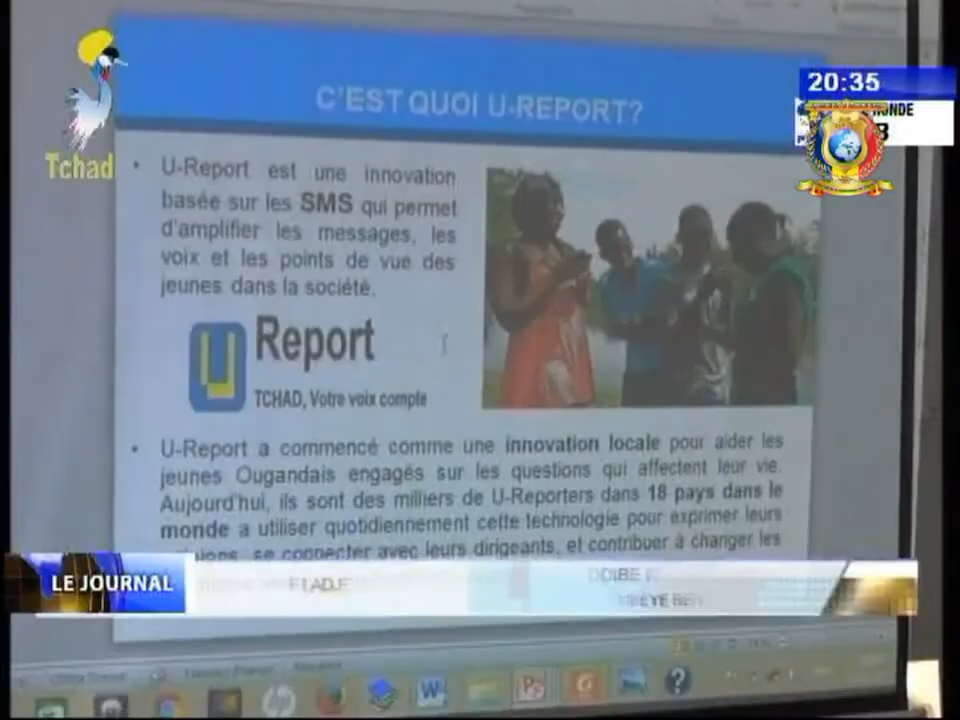 C'EST QUOI U-REPORT?
20:35
MONDE
Tchad
• U-Report est une innovation
basée sur les SMS qui permet
d'amplifier les messages, les
voix et les points de vue des
jeunes dans la société.
U Report
TCHAD, Votre voix compte
• U-Report a commencé comme une innovation locale pour aider les
jeunes Ougandais engagés sur les questions qui affectent leur vie.
Aujourd'hui, ils sont des milliers de U-Reporters dans 18 pays dans le
monde a utiliser quotidiennement cette technologie pour exprimer leurs
se connecter avec leurs dirigeants, et contribuer à changer les
LE JOURNAL